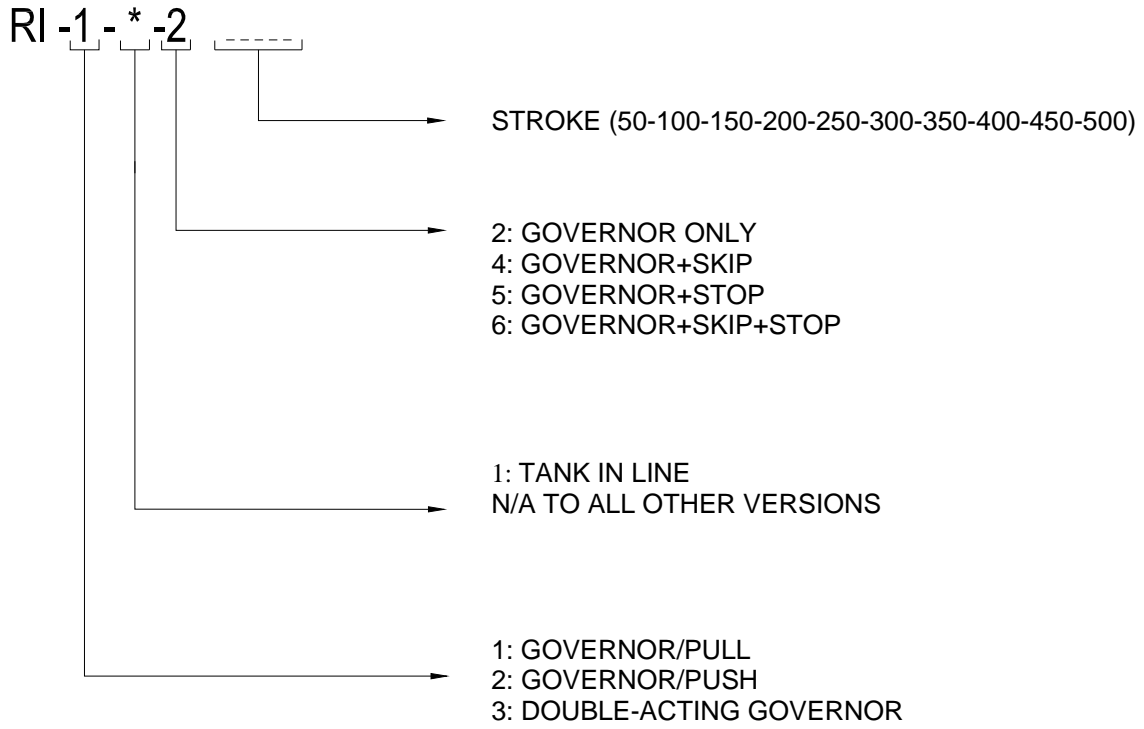 RI -1 - * -2 -----
STROKE (50-100-150-200-250-300-350-400-450-500)
2: GOVERNOR ONLY
4: GOVERNOR+SKIP
5: GOVERNOR+STOP
6: GOVERNOR+SKIP+STOP
1: TANK IN LINE
N/A TO ALL OTHER VERSIONS
1: GOVERNOR/PULL
2: GOVERNOR/PUSH
3: DOUBLE-ACTING GOVERNOR